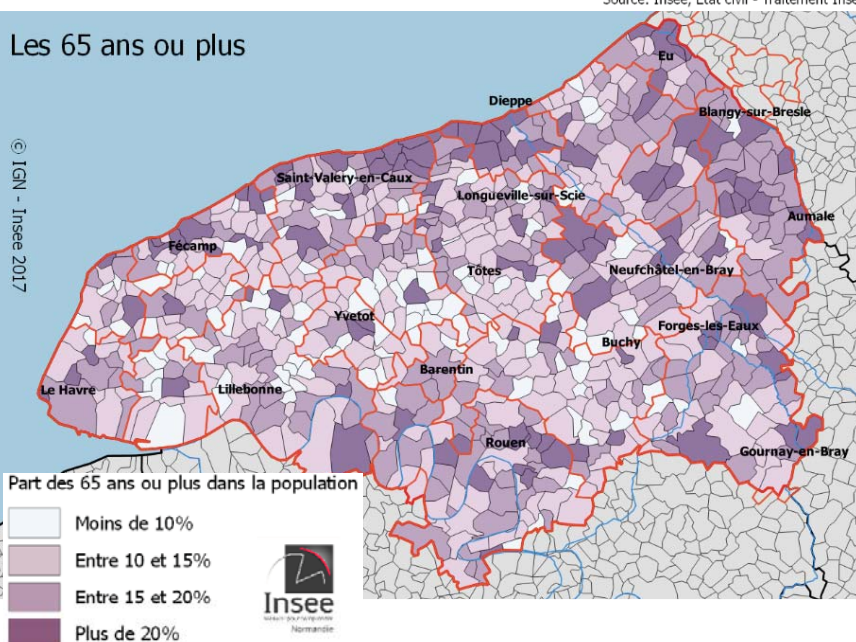 Source: Insee, Etat civil - Traitement Inse
Les 65 ans ou plus
© IGN - Insee 2017
Eu
Dieppe
Blangy-sur-Bresle
Saint-Valery-en-Caux
Longueville-sur-Scie
Aumale
Fécamp
Tôtes
Neufchâtel-en-Bray
Yvetot
Forges-les-Eaux
Buchy
Barentin
Le Havre
Lillebonne
Rouen
Gournay-en-Bray
Part des 65 ans ou plus dans la population
Moins de 10%
Entre 10 et 15%
Entre 15 et 20%
Plus de 20%
Insee
Normandie